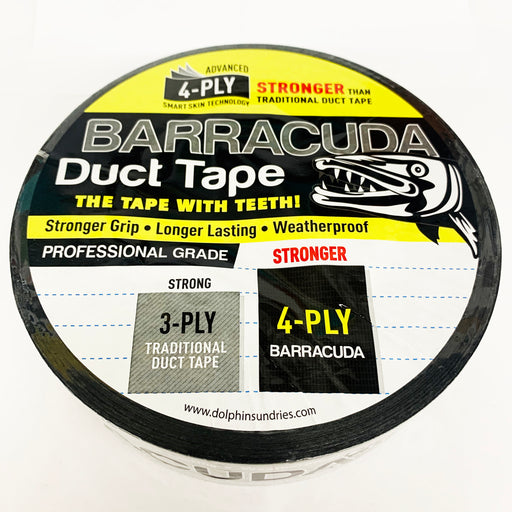 ADVANCED
4-PLY
SMART SKIN TECHNOLOGY
STRONGER THAN
TRADITIONAL DUCT TAPE
BARRACUDA
Duct Tape
THE TAPE WITH TEETH!
Stronger Grip • Longer Lasting • Weatherproof
PROFESSIONAL GRADE
STRONG
3-PLY
TRADITIONAL
DUCT TAPE
STRONGER
4-PLY
BARRACUDA
www.dolphinsundries.com